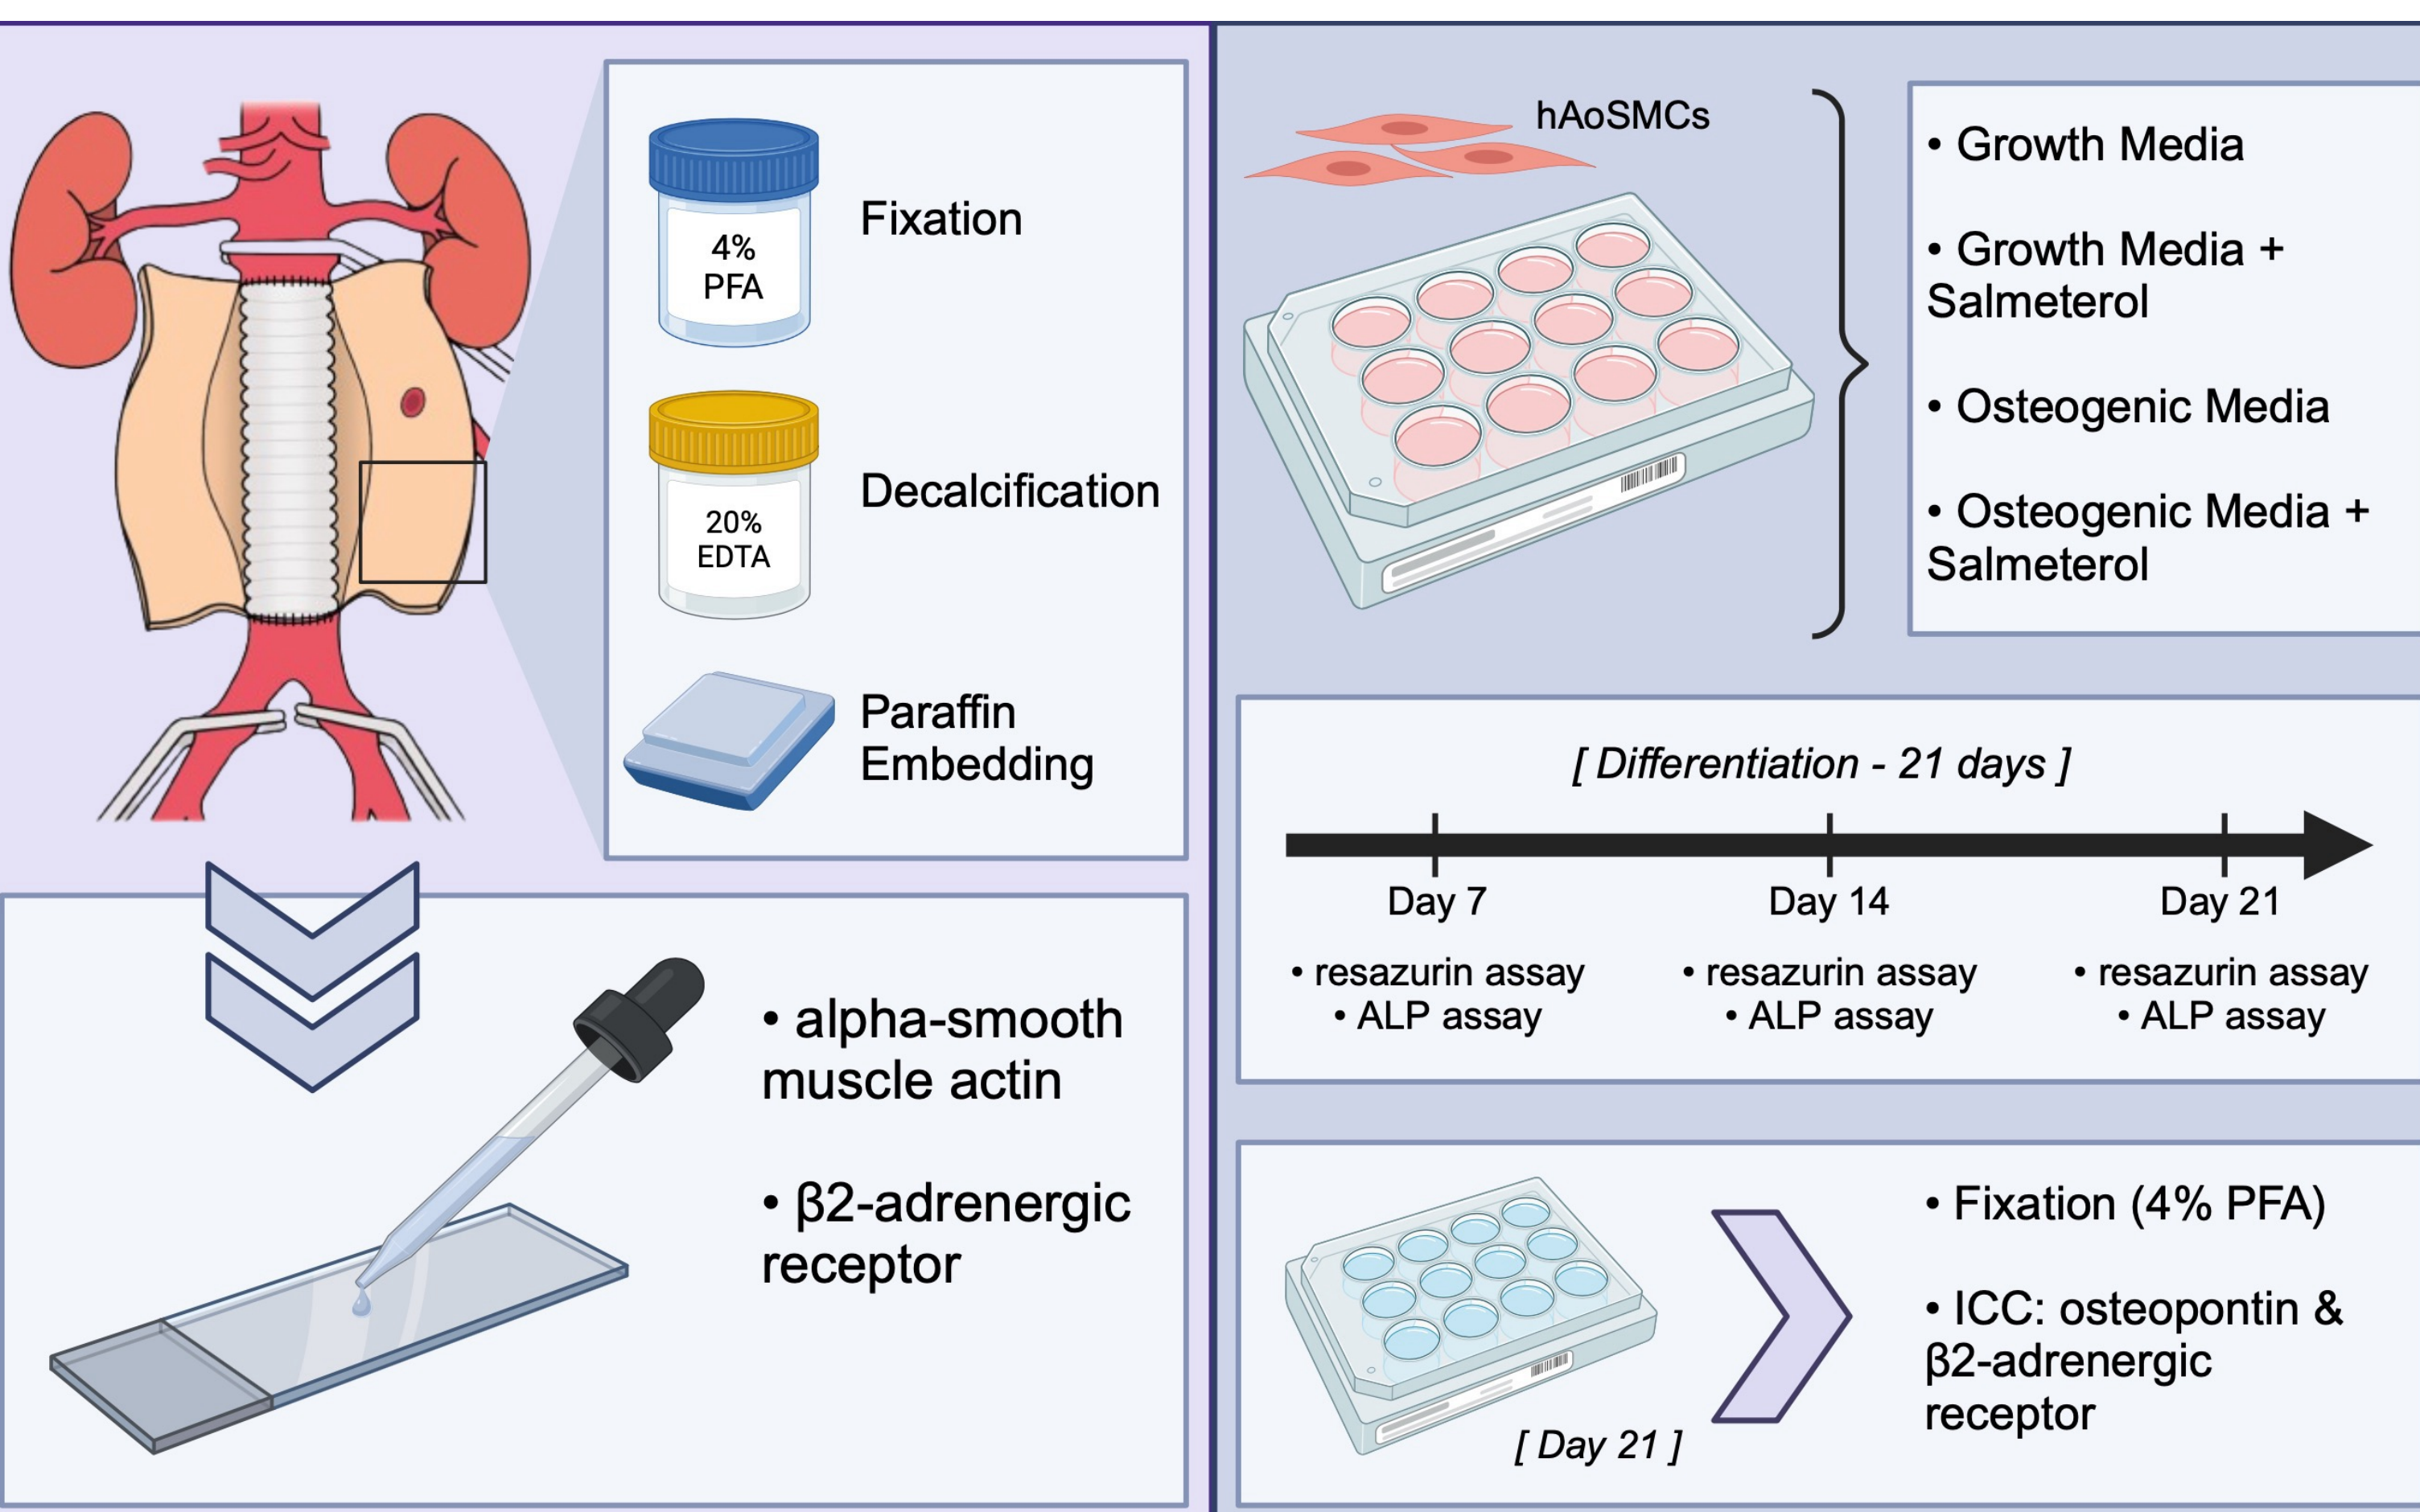 4%
PFA
Fixation
20%
EDTA
Decalcification
Paraffin
Embedding
• alpha-smooth
muscle actin
• β2-adrenergic
receptor
hAoSMCs
• Growth Media
• Growth Media +
Salmeterol
• Osteogenic Media
• Osteogenic Media +
Salmeterol
[ Differentiation - 21 days ]
Day 7
• resazurin assay
• ALP assay
Day 14
• resazurin assay
• ALP assay
Day 21
• resazurin assay
• ALP assay
[ Day 21 ]
• Fixation (4% PFA)
• ICC: osteopontin &
β2-adrenergic
receptor